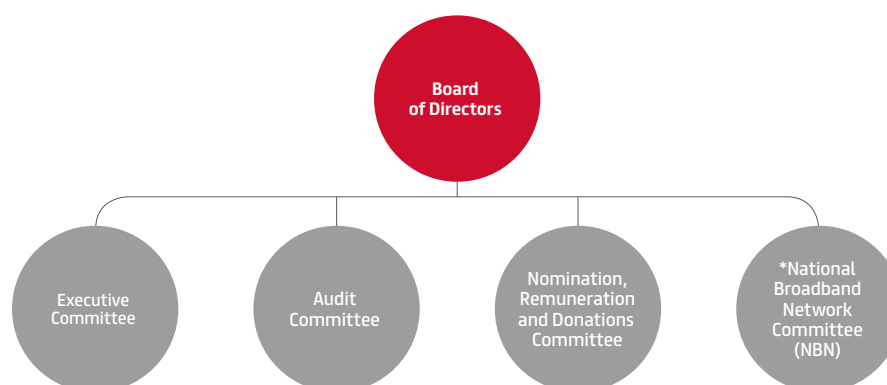 Board
of Directors
Executive
Committee
Audit
Committee
Nomination,
Remuneration
and Donations
Committee
*National
Broadband
Network
Committee
(NBN)